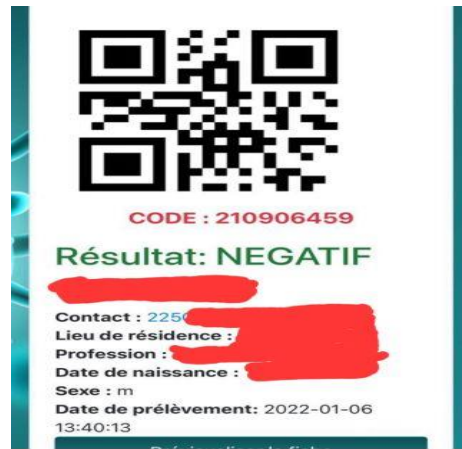 CODE : 210906459
Résultat: NEGATIF
Contact : 225
Lieu de résidence :
Profession :
Date de naissance :
Sexe : m
Date de prélèvement: 2022-01-06
13:40:13